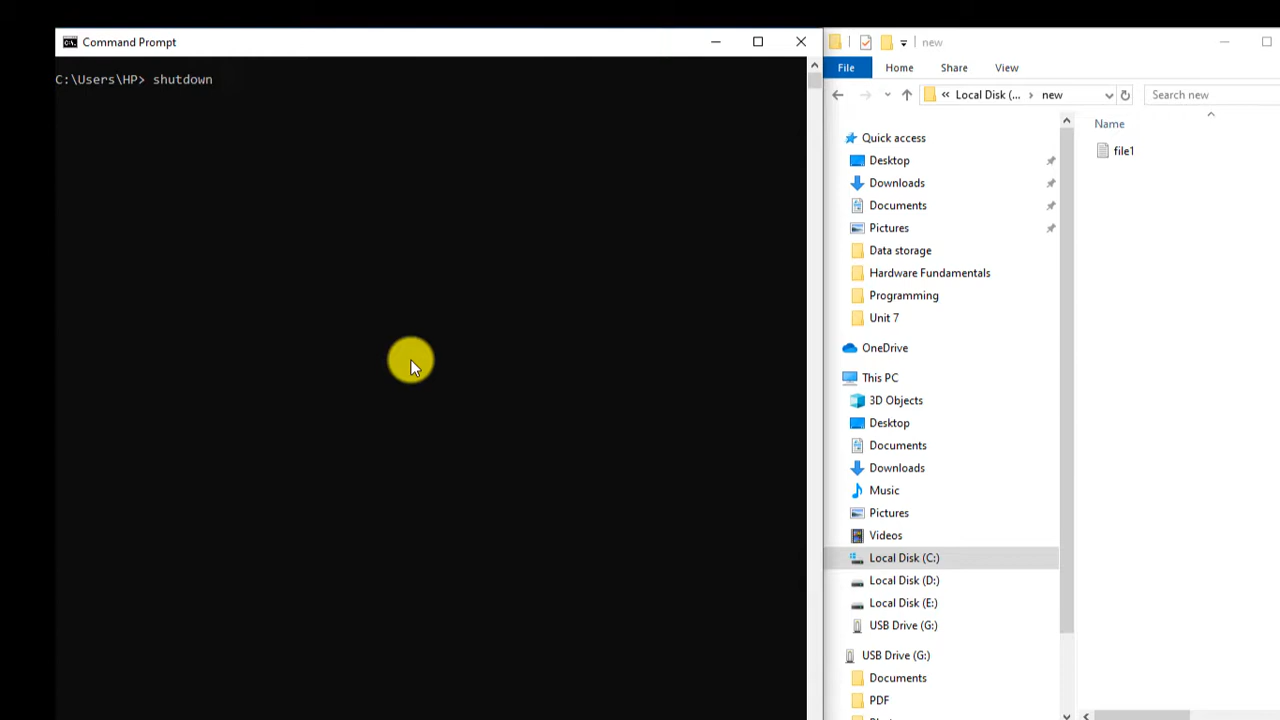 Command Prompt
C:\Users\HP> shutdown
new
File Home Share View
« Local Disk (... › new
Search new
Quick access
Desktop
Downloads
Documents
Pictures
Data storage
Hardware Fundamentals
Programming
Unit 7
OneDrive
This PC
3D Objects
Desktop
Documents
Downloads
Music
Pictures
Videos
Local Disk (C:)
Local Disk (D:)
Local Disk (E:)
USB Drive (G:)
USB Drive (G:)
Documents
PDF
Name
file1